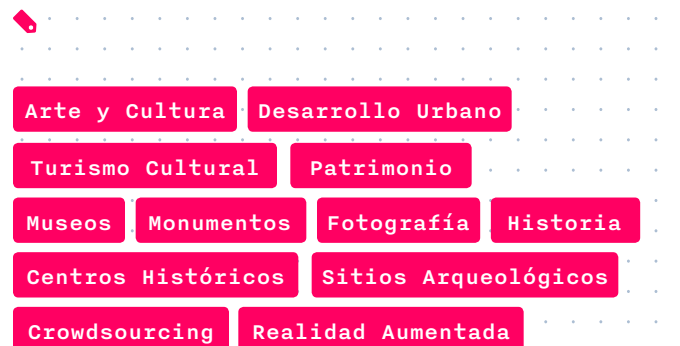 Arte y Cultura Desarrollo Urbano
Turismo Cultural Patrimonio
Museos Monumentos Fotografía Historia
Centros Históricos Sitios Arqueológicos
Crowdsourcing Realidad Aumentada